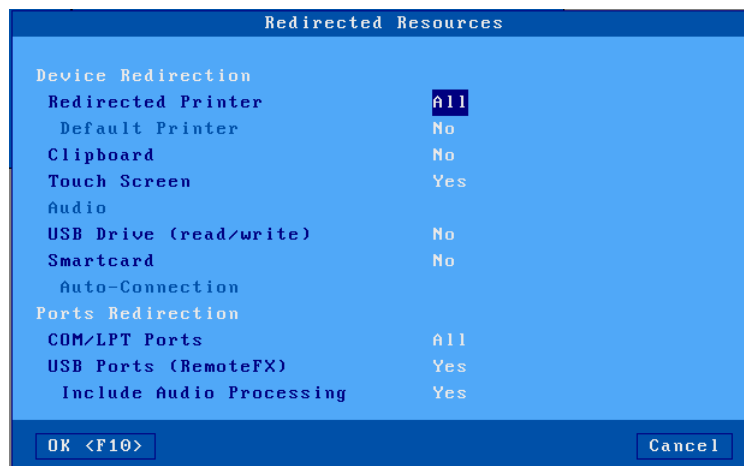 Redirected Resources
Device Redirection
Redirected Printer All
Default Printer No
Clipboard No
Touch Screen Yes
Audio
USB Drive (read/write) No
Smartcard No
Auto-Connection
Ports Redirection
COM/LPT Ports All
USB Ports (RemoteFX) Yes
Include Audio Processing Yes
OK <F10> Cancel